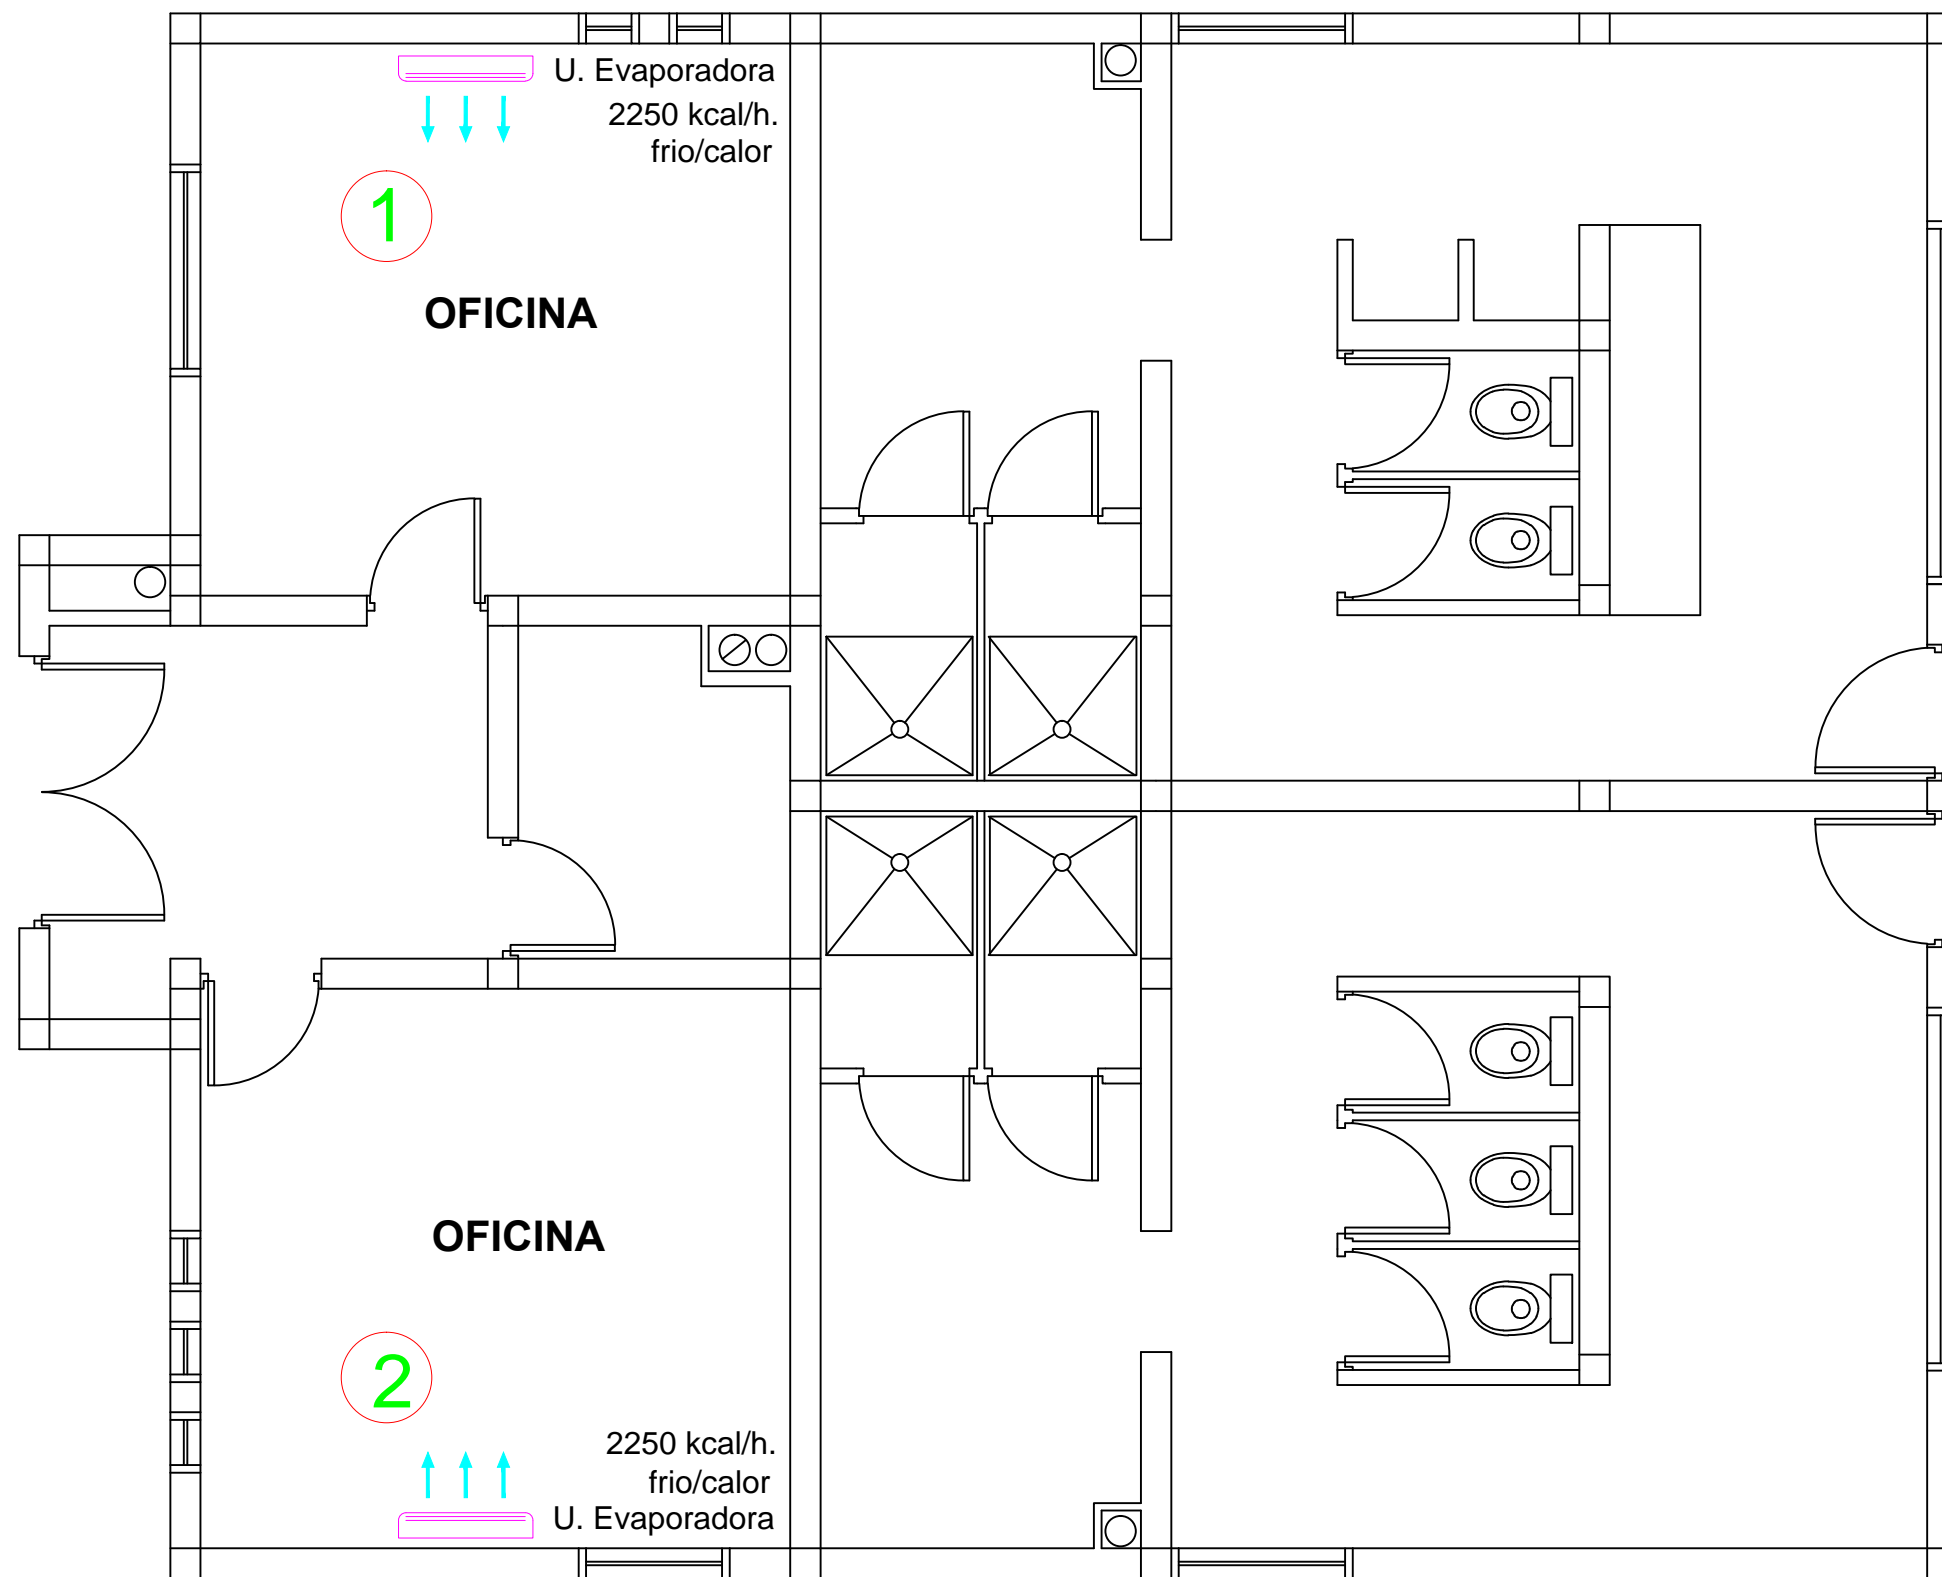 U. Evaporadora
2250 kcal/h.
frio/calor
1
OFICINA
OFICINA
2
2250 kcal/h.
frio/calor
U. Evaporadora